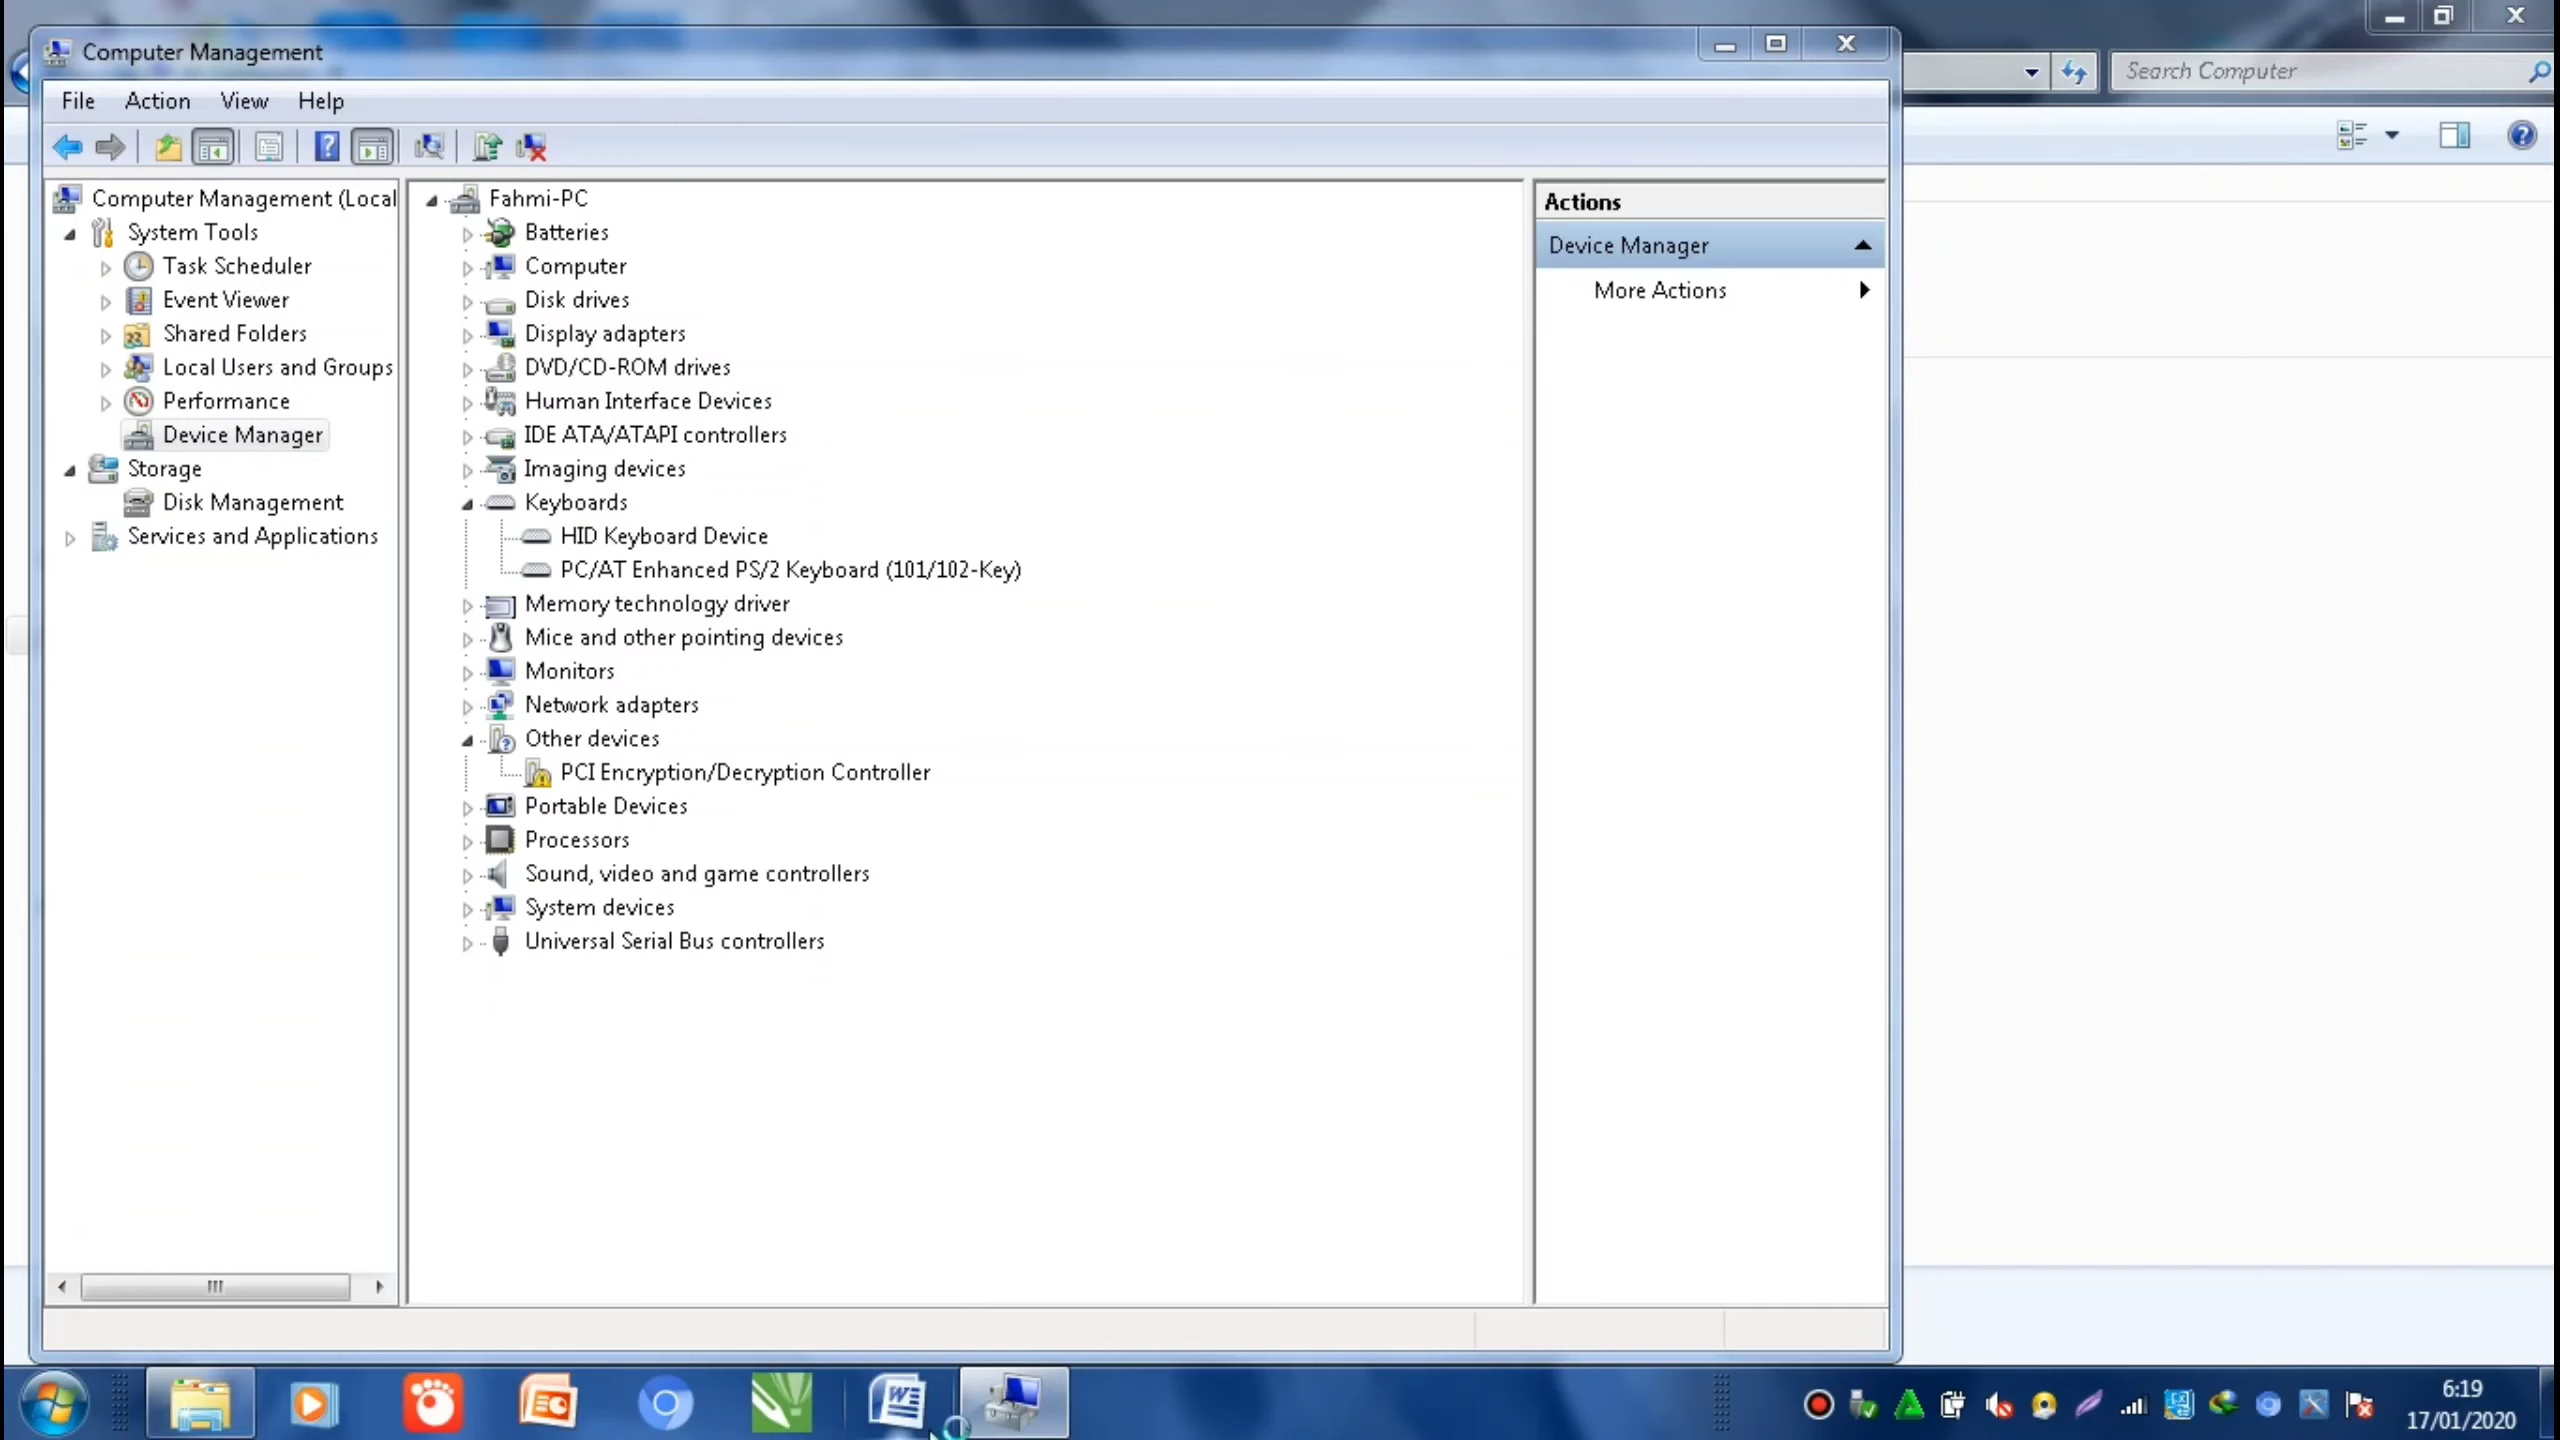 Computer Management
Search Computer
File Action View Help
Computer Management (Local
System Tools
Task Scheduler
Event Viewer
Shared Folders
Local Users and Groups
Performance
Device Manager
Storage
Disk Management
Services and Applications
Fahmi-PC
Batteries
Computer
Disk drives
Display adapters
DVD/CD-ROM drives
Human Interface Devices
IDE ATA/ATAPI controllers
Imaging devices
Keyboards
HID Keyboard Device
PC/AT Enhanced PS/2 Keyboard (101/102-Key)
Memory technology driver
Mice and other pointing devices
Monitors
Network adapters
Other devices
PCI Encryption/Decryption Controller
Portable Devices
Processors
Sound, video and game controllers
System devices
Universal Serial Bus controllers
Actions
Device Manager
More Actions
6:19
17/01/2020